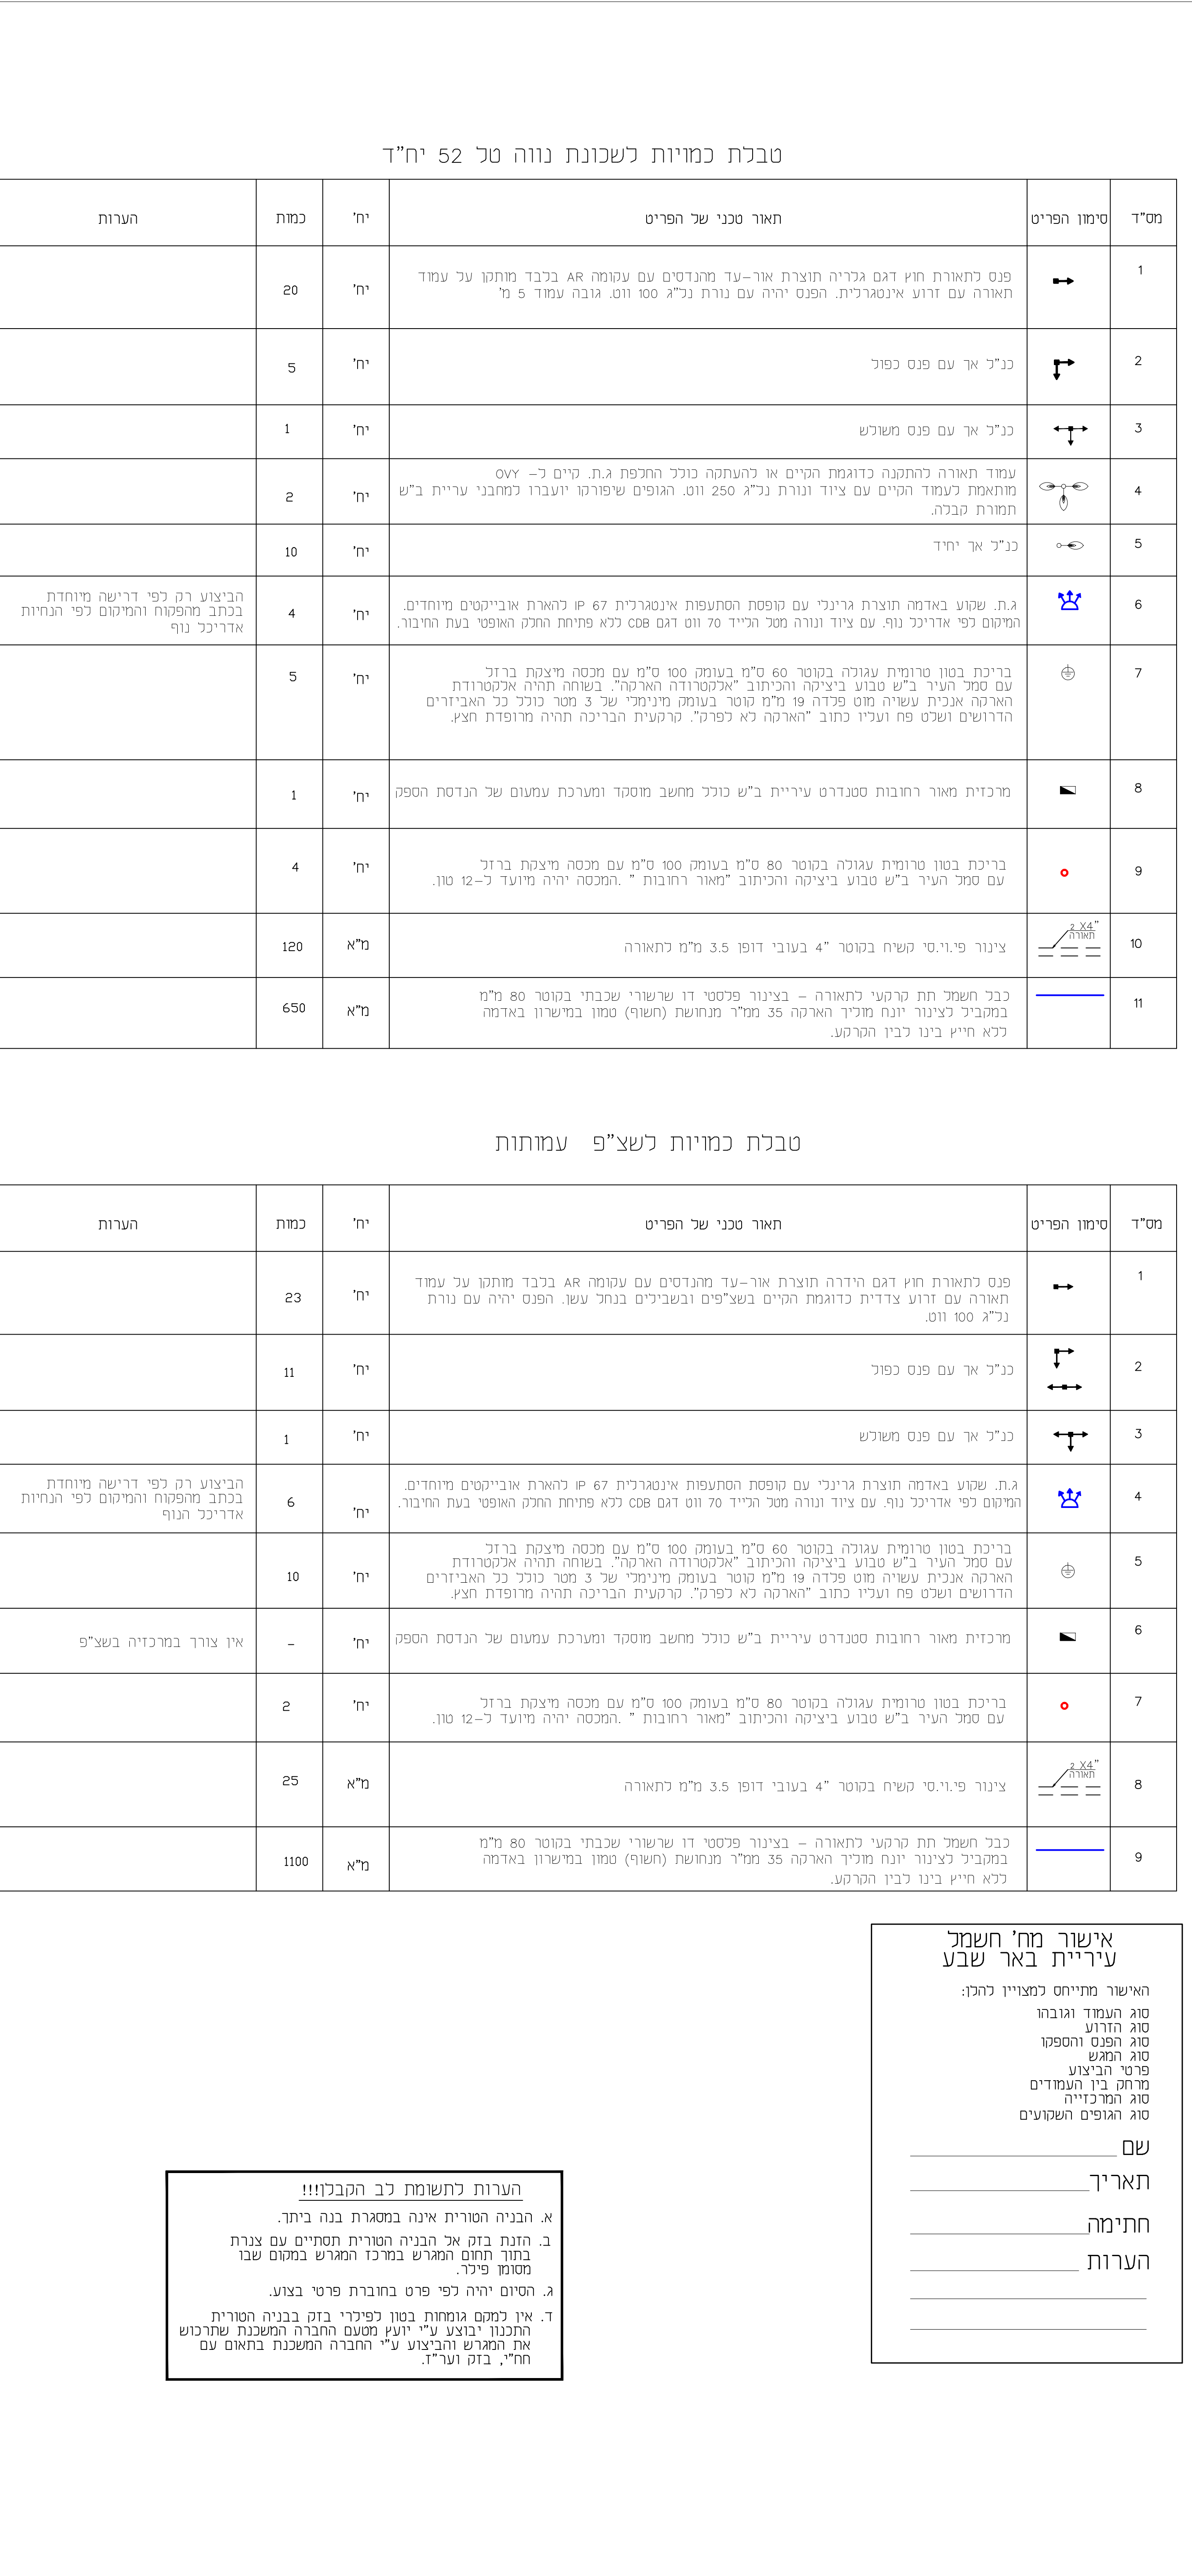 טבלת כמויות לשכונת נווה טל 52 יח"ד
מס"ד סימון הפריט תאור טכני של הפריט יח' כמות הערות
1 פנס לתאורת חוץ דגם גלריה תוצרת אור-עד מהנדסים עם עקומה AR בלבד מותקן על עמוד
תאורה עם זרוע אינטגרלית. הפנס יהיה עם נורת נל"ג 100 ווט. גובה עמוד 5 מ' יח' 20
2 כנ"ל אך עם פנס כפול יח' 5
3 כנ"ל אך עם פנס משולש יח' 1
4 עמוד תאורה להתקנה כדוגמת הקיים או להעתקה כולל החלפת ג.ת. קיים ל- OVY
מותאמת לעמוד הקיים עם ציוד ונורת נל"ג 250 ווט. הגופים שיפורקו יועברו למחבני עריית ב"ש
תמורת קבלה. יח' 2
5 כנ"ל אך יחיד יח' 10
6 ג.ת. שקוע באדמה תוצרת גרינלי עם קופסת הסתעפות אינטגרלית IP 67 להארת אובייקטים מיוחדים.
המיקום לפי אדריכל נוף. עם ציוד ונורה מטל הלייד 70 ווט דגם CDB ללא פתיחת החלק האופטי בעת החיבור. יח' 4
הביצוע רק לפי דרישה מיוחדת
בכתב מהפקוח והמיקום לפי הנחיות
אדריכל נוף
7 בריכת בטון טרומית עגולה בקוטר 60 ס"מ בעומק 100 ס"מ עם מכסה מיצקת ברזל
עם סמל העיר ב"ש טבוע ביציקה והכיתוב "אלקטרודה הארקה". בשוחה תהיה אלקטרודת
הארקה אנכית עשויה מוט פלדה 19 מ"מ קוטר בעומק מינימלי של 3 מטר כולל כל האביזרים
הדרושים ושלט פח ועליו כתוב "הארקה לא לפרק". קרקעית הבריכה תהיה מרופדת חצץ. יח' 5
8 מרכזית מאור רחובות סטנדרט עיריית ב"ש כולל מחשב מוסקד ומערכת עמעום של הנדסת הספק יח' 1
9 בריכת בטון טרומית עגולה בקוטר 80 ס"מ בעומק 100 ס"מ עם מכסה מיצקת ברזל
עם סמל העיר ב"ש טבוע ביציקה והכיתוב "מאור רחובות " .המכסה יהיה מיועד ל-12 טון. יח' 4
10 2 X4"
תאורה
צינור פי.וי.סי קשיח בקוטר "4 בעובי דופן 3.5 מ"מ לתאורה מ"א 120
11 כבל חשמל תת קרקעי לתאורה - בצינור פלסטי דו שרשורי שכבתי בקוטר 80 מ"מ
במקביל לצינור יונח מוליך הארקה 35 ממ"ר מנחושת (חשוף) טמון במישרון באדמה
ללא חייץ בינו לבין הקרקע. מ"א 650
טבלת כמויות לשצ"פ עמותות
מס"ד סימון הפריט תאור טכני של הפריט יח' כמות הערות
1 פנס לתאורת חוץ דגם הידרה תוצרת אור-עד מהנדסים עם עקומה AR בלבד מותקן על עמוד
תאורה עם זרוע צדדית כדוגמת הקיים בשצ"פים ובשבילים בנחל עשן. הפנס יהיה עם נורת
נל"ג 100 ווט. יח' 23
2 כנ"ל אך עם פנס כפול יח' 11
3 כנ"ל אך עם פנס משולש יח' 1
4 ג.ת. שקוע באדמה תוצרת גרינלי עם קופסת הסתעפות אינטגרלית IP 67 להארת אובייקטים מיוחדים.
המיקום לפי אדריכל נוף. עם ציוד ונורה מטל הלייד 70 ווט דגם CDB ללא פתיחת החלק האופטי בעת החיבור. יח' 6
הביצוע רק לפי דרישה מיוחדת
בכתב מהפקוח והמיקום לפי הנחיות
אדריכל הנוף
5 בריכת בטון טרומית עגולה בקוטר 60 ס"מ בעומק 100 ס"מ עם מכסה מיצקת ברזל
עם סמל העיר ב"ש טבוע ביציקה והכיתוב "אלקטרודה הארקה". בשוחה תהיה אלקטרודת
הארקה אנכית עשויה מוט פלדה 19 מ"מ קוטר בעומק מינימלי של 3 מטר כולל כל האביזרים
הדרושים ושלט פח ועליו כתוב "הארקה לא לפרק". קרקעית הבריכה תהיה מרופדת חצץ. יח' 10
6 מרכזית מאור רחובות סטנדרט עיריית ב"ש כולל מחשב מוסקד ומערכת עמעום של הנדסת הספק יח' - אין צורך במרכזיה בשצ"פ
7 בריכת בטון טרומית עגולה בקוטר 80 ס"מ בעומק 100 ס"מ עם מכסה מיצקת ברזל
עם סמל העיר ב"ש טבוע ביציקה והכיתוב "מאור רחובות " .המכסה יהיה מיועד ל-12 טון. יח' 2
8 2 X4"
תאורה
צינור פי.וי.סי קשיח בקוטר "4 בעובי דופן 3.5 מ"מ לתאורה מ"א 25
9 כבל חשמל תת קרקעי לתאורה - בצינור פלסטי דו שרשורי שכבתי בקוטר 80 מ"מ
במקביל לצינור יונח מוליך הארקה 35 ממ"ר מנחושת (חשוף) טמון במישרון באדמה
ללא חייץ בינו לבין הקרקע. מ"א 1100
אישור מח' חשמל
עיריית באר שבע
האישור מתייחס למצויין להלן:
סוג העמוד וגובהו
סוג הזרוע
סוג הפנס והספקו
סוג המגש
פרטי הביצוע
מרחק בין העמודים
סוג המרכזייה
סוג הגופים השקועים
שם
תאריך
חתימה
הערות
הערות לתשומת לב הקבלן!!!
א. הבניה הטורית אינה במסגרת בנה ביתך.
ב. הזנת בזק אל הבניה הטורית תסתיים עם צנרת
בתוך תחום המגרש במרכז המגרש במקום שבו
מסומן פילר.
ג. הסיום יהיה לפי פרט בחוברת פרטי בצוע.
ד. אין למקם גומחות בטון לפילרי בזק בבניה הטורית
התכנון יבוצע ע"י יועץ מטעם החברה המשכנת שתרכוש
את המגרש והביצוע ע"י החברה המשכנת בתאום עם
חח"י, בזק וער"ז.